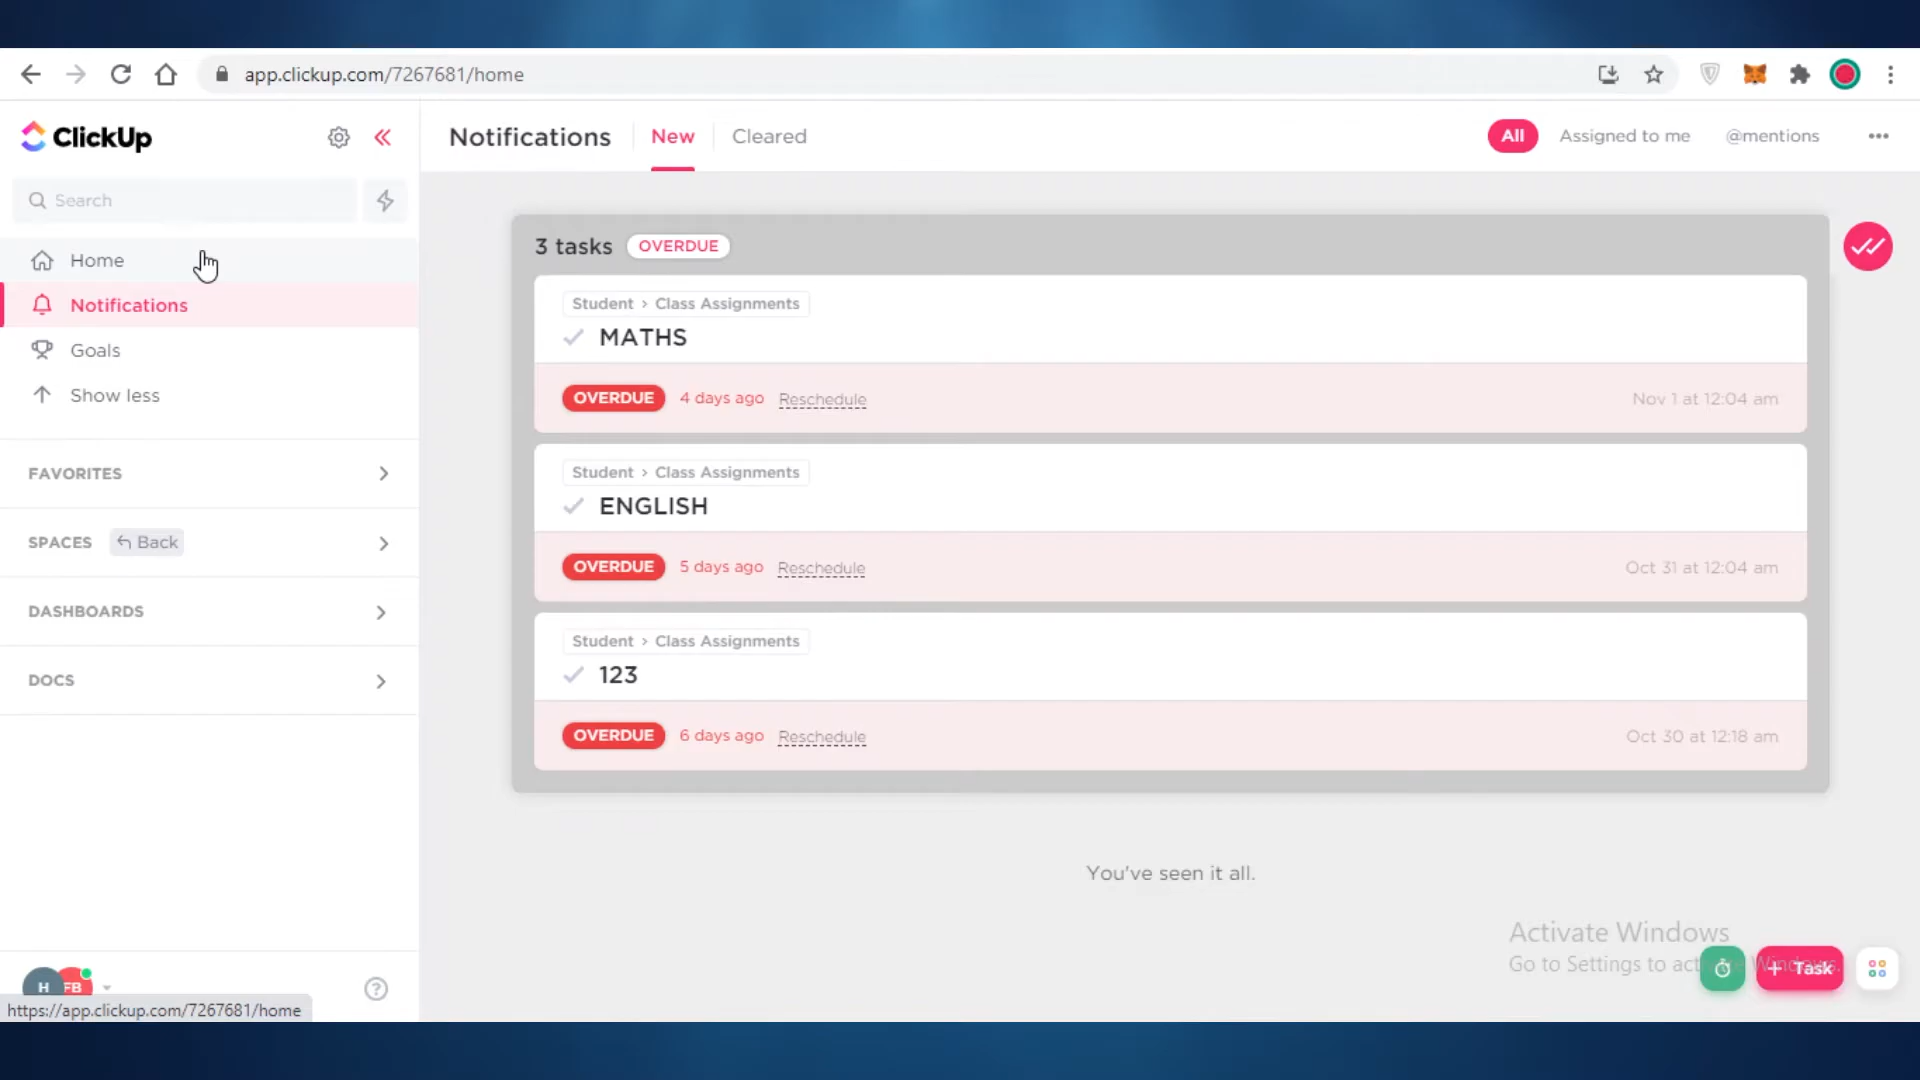 app.clickup.com/7267681/home
ClickUp
Search
Home
Notifications
Goals
Show less
FAVORITES
SPACES Back
DASHBOARDS
DOCS
H FB
https://app.clickup.com/7267681/home
Notifications New Cleared
All Assigned to me @mentions
3 tasks OVERDUE
Student > Class Assignments
MATHS
OVERDUE 4 days ago Reschedule Nov 1 at 12:04 am
Student > Class Assignments
ENGLISH
OVERDUE 5 days ago Reschedule Oct 31 at 12:04 am
Student > Class Assignments
123
OVERDUE 6 days ago Reschedule Oct 30 at 12:18 am
You've seen it all.
Activate Windows
Go to Settings to Windows.
+ Task